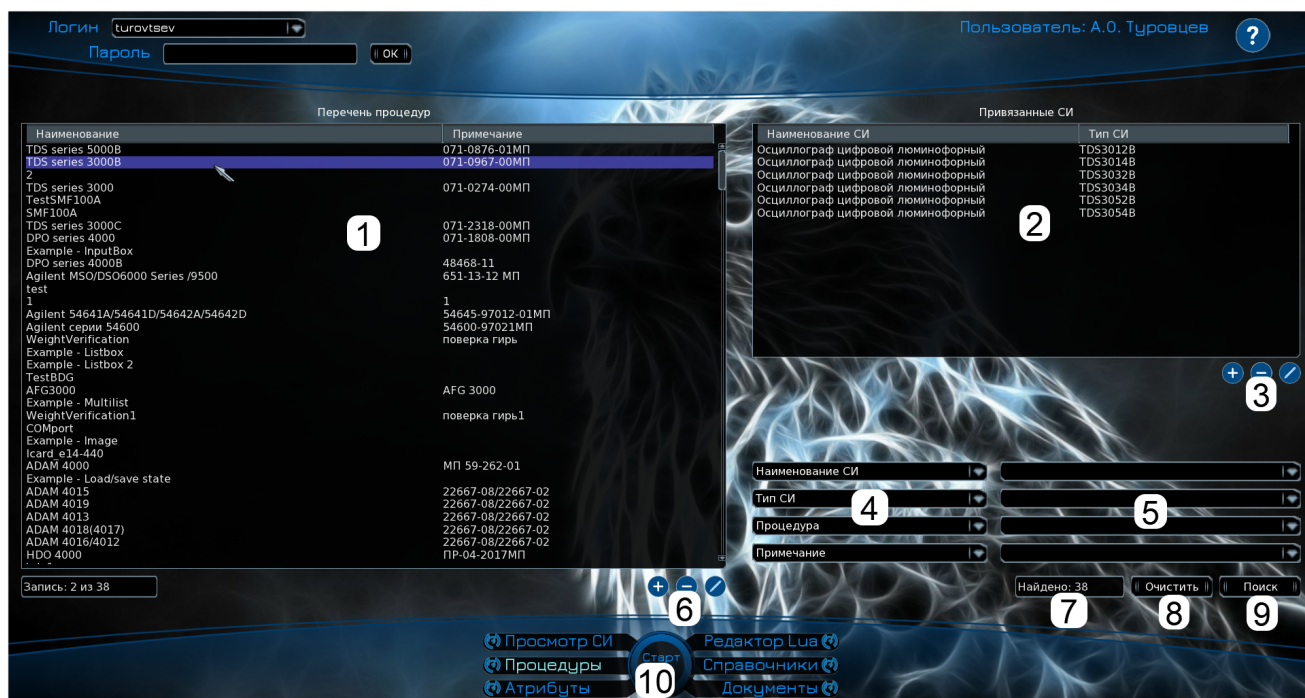 Логин turovtsev
Пользователь: А.О. Туровцев
?
Пароль
OK
Перечень процедур
Наименование Примечание
TDS series 5000B 071-0876-01МП
TDS series 3000B 071-0967-00МП
2
TDS series 3000 071-0274-00МП
TestSMF100A
SMF100A
TDS series 3000C 071-2318-00МП
DPO series 4000 071-1808-00МП
Example - InputBox
DPO series 4000B 48468-11
Agilent MSO/DSO6000 Series /9500 651-13-12 МП
test
1 1
Agilent 54641A/54641D/54642A/54642D 54645-97012-01МП
Agilent серии 54600 54600-97021МП
WeightVerification поверка гирь
Example - Listbox
Example - Listbox 2
TestBDG
AFG3000 AFG 3000
Example - Multilist
WeightVerification1 поверка гирь1
COMport
Example - Image
lcard_e14-440
ADAM 4000 МП 59-262-01
Example - Load/save state
ADAM 4015 22667-08/22667-02
ADAM 4019 22667-08/22667-02
ADAM 4013 22667-08/22667-02
ADAM 4018(4017) 22667-08/22667-02
ADAM 4016/4012 22667-08/22667-02
HDO 4000 ПР-04-2017МП
1
Запись: 2 из 38
6
Привязанные СИ
Наименование СИ Тип СИ
Осциллограф цифровой люминофорный TDS3012B
Осциллограф цифровой люминофорный TDS3014B
Осциллограф цифровой люминофорный TDS3032B
Осциллограф цифровой люминофорный TDS3034B
Осциллограф цифровой люминофорный TDS3052B
Осциллограф цифровой люминофорный TDS3054B
2
3
Наименование СИ
Тип СИ
Процедура
Примечание
4
5
Найдено: 38
Очистить
Поиск
7
8
9
Просмотр СИ
Процедуры
Атрибуты
Старт
10
Редактор Lua
Справочники
Документы